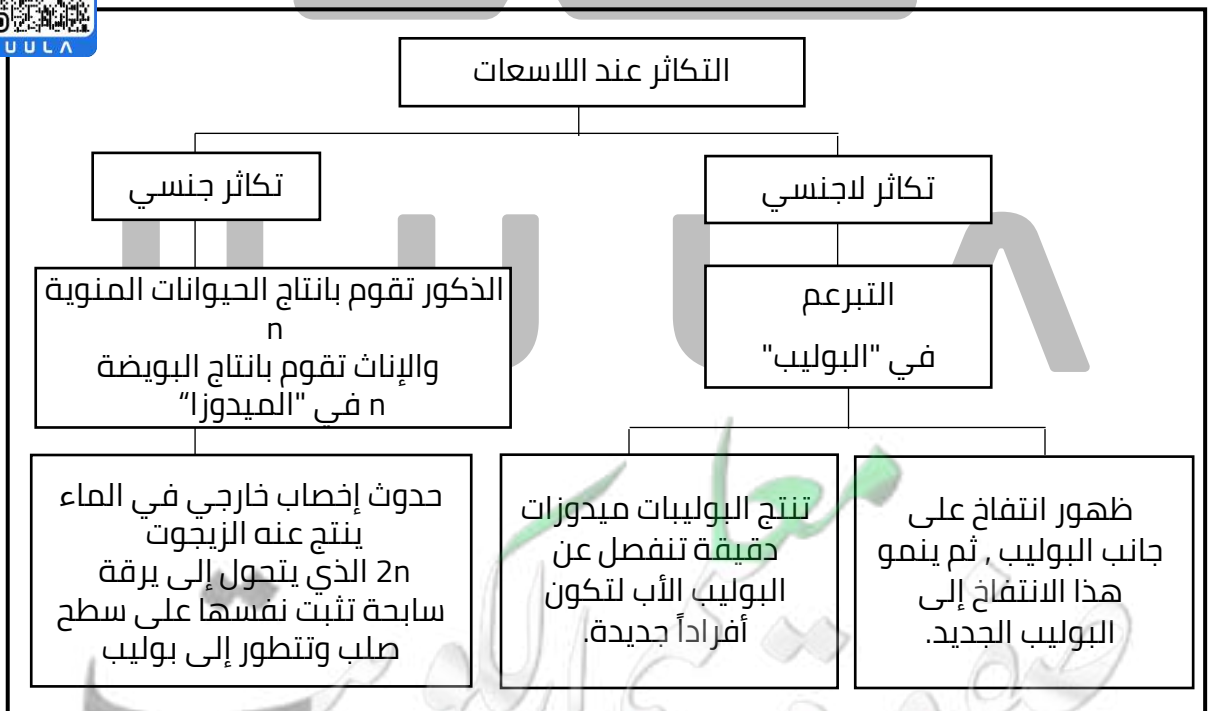 UULA
التكاثر عند اللاسعات
تكاثر لاجنسي
تكاثر جنسي
التبرعم
في "البوليب"
الذكور تقوم بانتاج الحيوانات المنوية
n
والإناث تقوم بانتاج البويضة
n في "الميدوزا“
ظهور انتفاخ على
جانب البوليب , ثم ينمو
هذا الانتفاخ إلى
البوليب الجديد.
تنتج البوليبات ميدوزات
دقيقة تنفصل عن
البوليب الأب لتكون
أفراداً جديدة.
حدوث إخصاب خارجي في الماء
ينتج عنه الزيجوت
2n الذي يتحول إلى يرقة
سابحة تثبت نفسها على سطح
صلب وتتطور إلى بوليب